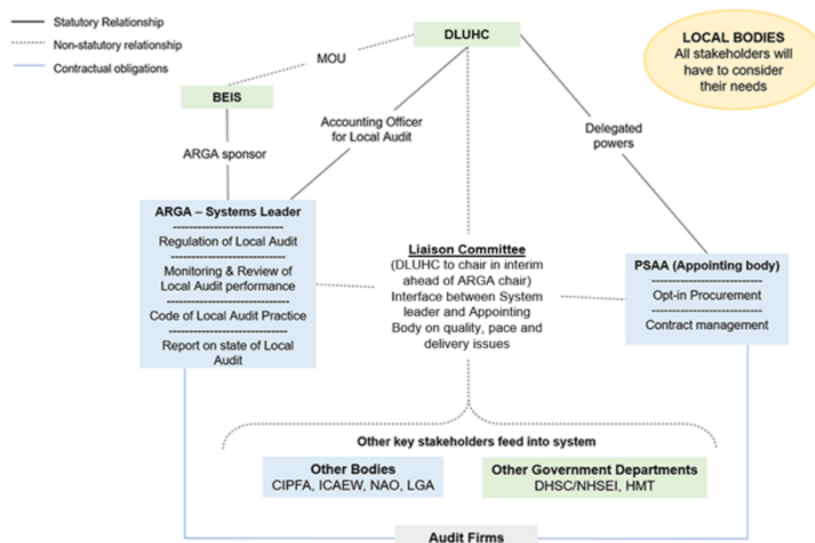 Statutory Relationship
Non-statutory relationship
Contractual obligations
DLUHC
MOU
BEIS
LOCAL BODIES
All stakeholders will
have to consider
their needs
Accounting Officer
for Local Audit
Delegated
powers
ARGA sponsor
ARGA – Systems Leader
Regulation of Local Audit
Monitoring & Review of
Local Audit performance
Code of Local Audit Practice
Report on state of Local
Audit
Liaison Committee
(DLUHC to chair in interim
ahead of ARGA chair)
Interface between System
leader and Appointing
Body on quality, pace and
delivery issues
PSAA (Appointing body)
Opt-in Procurement
Contract management
Other key stakeholders feed into system
Other Bodies
CIPFA, ICAEW, NAO, LGA
Other Government Departments
DHSC/NHSEI, HMT
Audit Firms